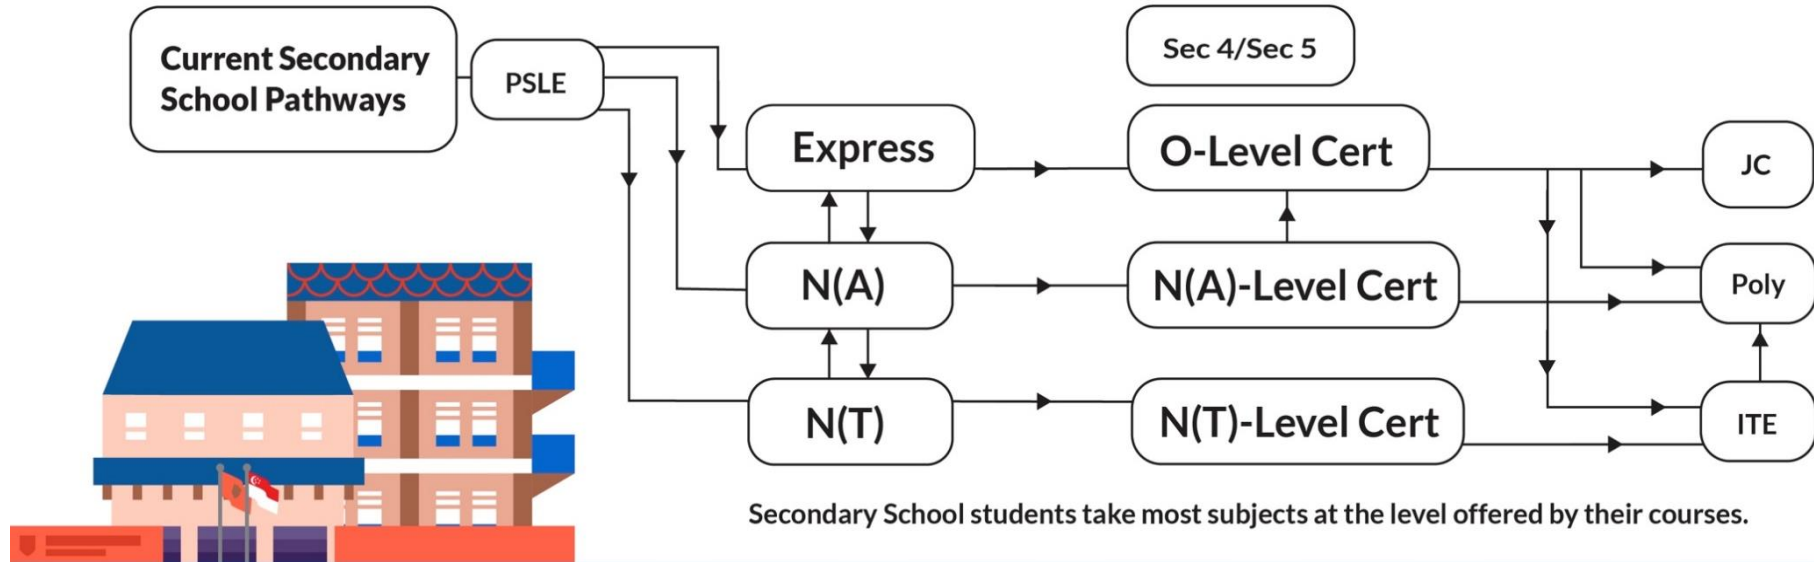 Current Secondary
School Pathways
PSLE
Sec 4/Sec 5
Express
O-Level Cert
JC
N(A)
N(A)-Level Cert
Poly
N(T)
N(T)-Level Cert
ITE
Secondary School students take most subjects at the level offered by their courses.